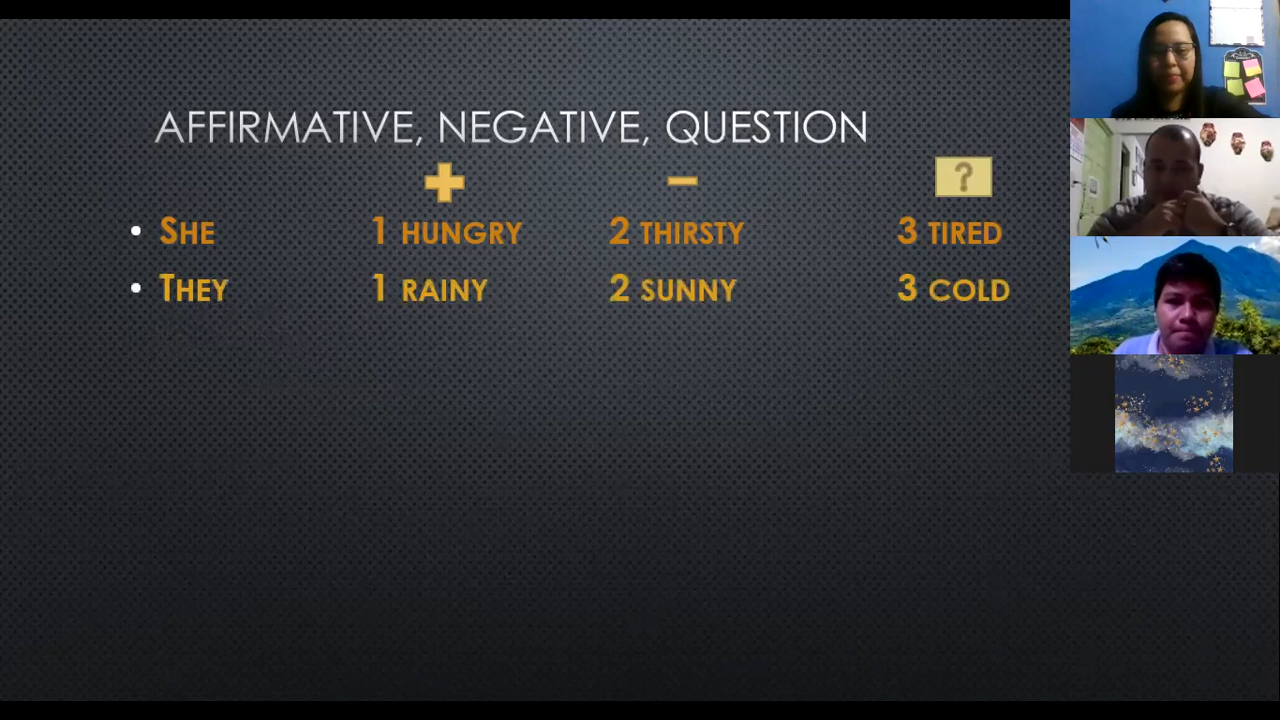 AFFIRMATIVE, NEGATIVE, QUESTION
+ - ?
• SHE 1 HUNGRY 2 THIRSTY 3 TIRED
• THEY 1 RAINY 2 SUNNY 3 COLD